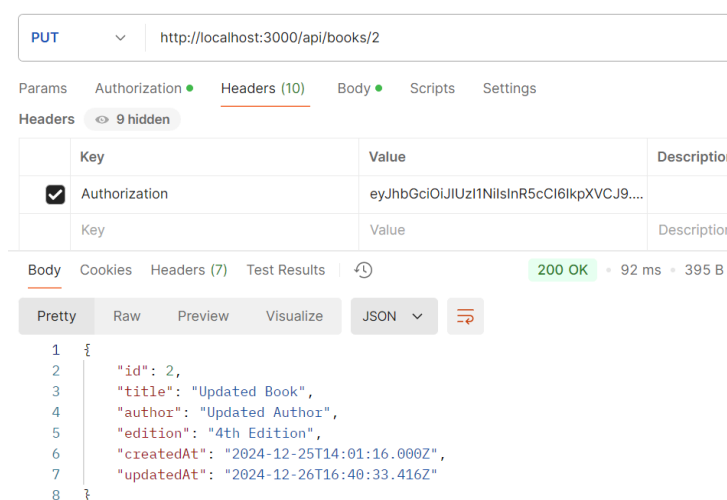 PUT http://localhost:3000/api/books/2
Params Authorization Headers (10) Body Scripts Settings
Headers 9 hidden
Key Value Description
Authorization eyJhbGciOiJIUzI1NiIsInR5cCI6IkpXVCJ9....
Key Value Description
Body Cookies Headers (7) Test Results 200 OK 92 ms 395 B
Pretty Raw Preview Visualize JSON
1 {
2 "id": 2,
3 "title": "Updated Book",
4 "author": "Updated Author",
5 "edition": "4th Edition",
6 "createdAt": "2024-12-25T14:01:16.000Z",
7 "updatedAt": "2024-12-26T16:40:33.416Z"
8 }